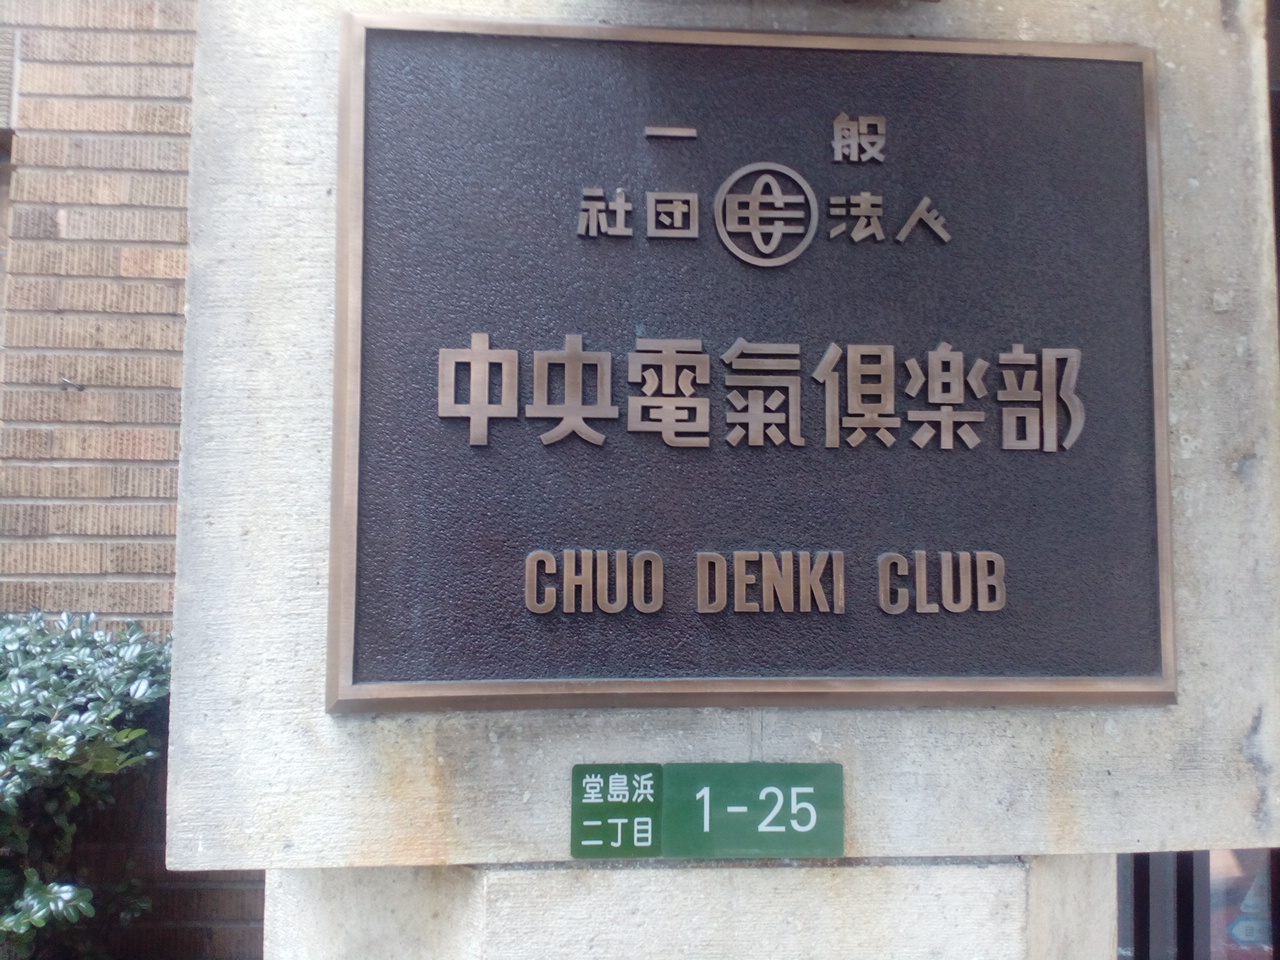 一般
社団法人
中央電氣倶楽部
CHUO DENKI CLUB
堂島浜
二丁目
1-25